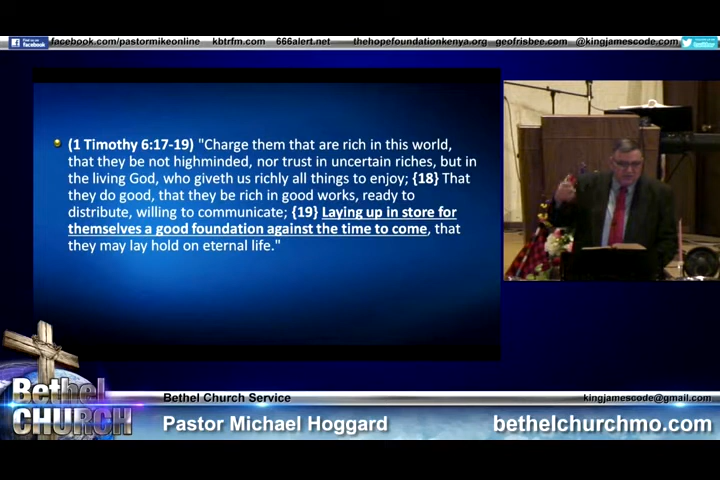 Find us on facebook
facebook.com/pastormikeonline kbtrfm.com 666alert.net thehopefoundationkenya.org geofrisbee.com @kingjamescode.com twitter
(1 Timothy 6:17-19) "Charge them that are rich in this world,
that they be not highminded, nor trust in uncertain riches, but in
the living God, who giveth us richly all things to enjoy; {18} That
they do good, that they be rich in good works, ready to
distribute, willing to communicate; {19} Laying up in store for
themselves a good foundation against the time to come, that
they may lay hold on eternal life."
Bethel
CHURCH
Bethel Church Service kingjamescode@gmail.com
Pastor Michael Hoggard bethelchurchmo.com